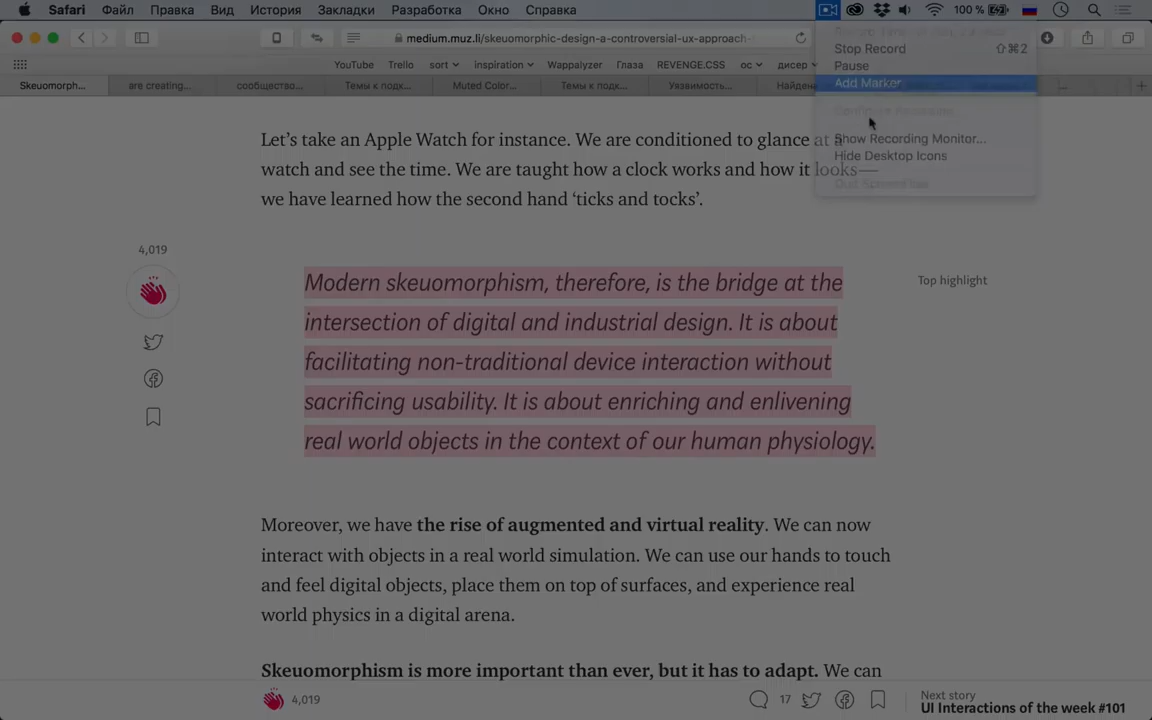 Safari Файл Правка Вид История Закладки Разработка Окно Справка 100 %
medium.muz.li/skeuomorphic-design-a-controversial-ux-approach-
Stop Record ⇧⌘2
Pause
Add Marker
Show Recording Monitor...
Hide Desktop Icons
YouTube Trello sort inspiration Wappalyzer Глаза REVENGE.CSS ос дисер
Skeuomorph... are creating... сообщество... Темы к подк... Muted Color... Темы к подк... Уязвимость... Найден
Let’s take an Apple Watch for instance. We are conditioned to glance at a
watch and see the time. We are taught how a clock works and how it looks—
we have learned how the second hand ‘ticks and tocks’.
4,019
Modern skeuomorphism, therefore, is the bridge at the
intersection of digital and industrial design. It is about
facilitating non-traditional device interaction without
sacrificing usability. It is about enriching and enlivening
real world objects in the context of our human physiology.
Top highlight
Moreover, we have the rise of augmented and virtual reality. We can now
interact with objects in a real world simulation. We can use our hands to touch
and feel digital objects, place them on top of surfaces, and experience real
world physics in a digital arena.
Skeuomorphism is more important than ever, but it has to adapt. We can
4,019
17
Next story
UI Interactions of the week #101